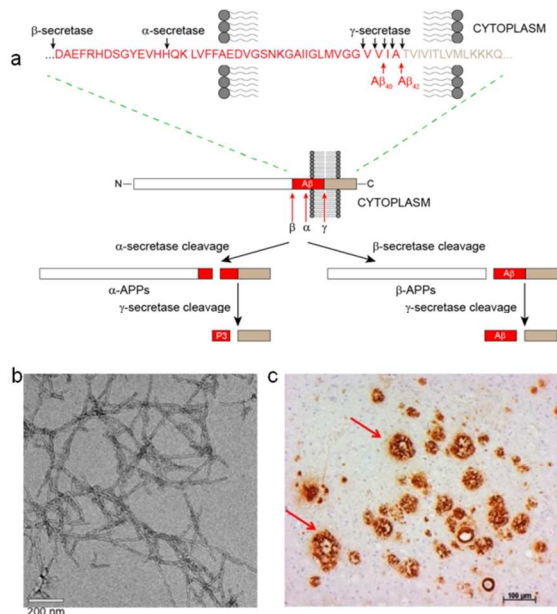 β-secretase α-secretase γ-secretase CYTOPLASM
a
...DAEFRHDSGYEVHHQK LVFFAEDVGSNKGAIIGLMVGG V V I A TVIVITLVMLKKKQ...
Aβ40 Aβ42
N Aβ C
CYTOPLASM
β α γ
α-secretase cleavage β-secretase cleavage
Aβ
α-APPs β-APPs
γ-secretase cleavage γ-secretase cleavage
P3 Aβ
b c
200 nm 100 µm